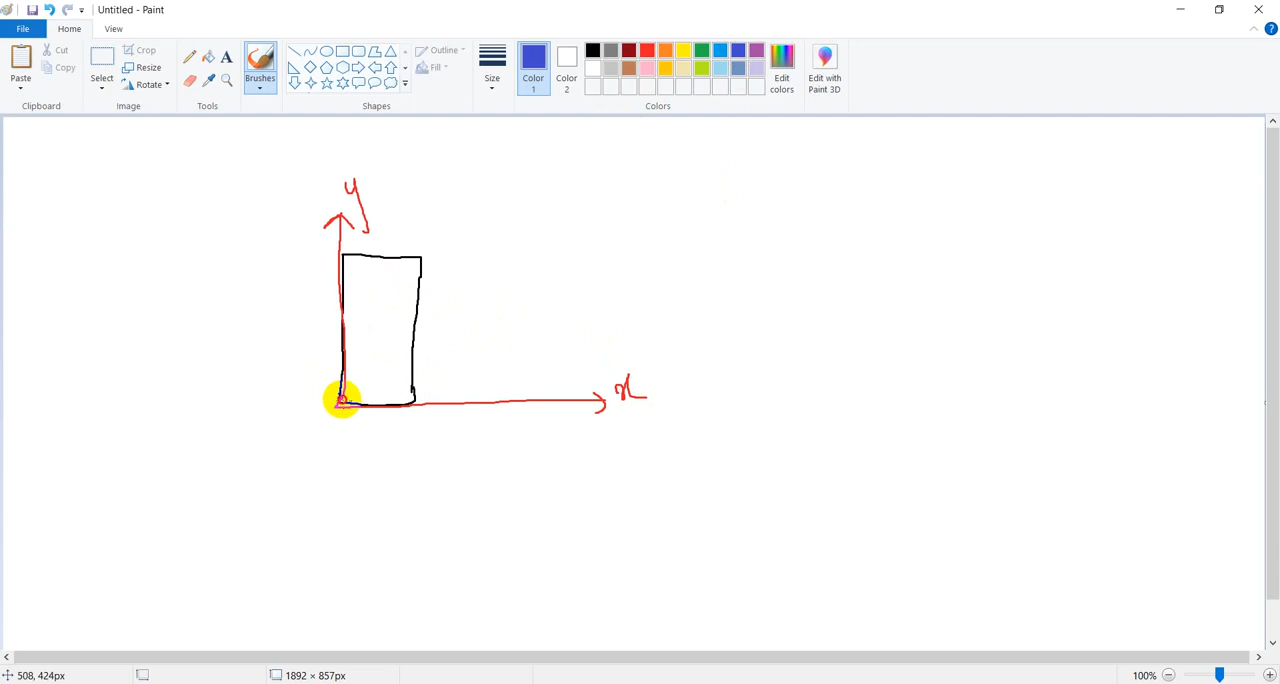 Untitled - Paint
File Home View
Paste
Cut
Copy
Clipboard
Select
Crop
Resize
Rotate
Image
A
Tools
Brushes
Shapes
Outline
Fill
Size
Color 1
Color 2
Colors
Edit colors
Edit with Paint 3D
y
x
508, 424px
1892 × 857px
100%